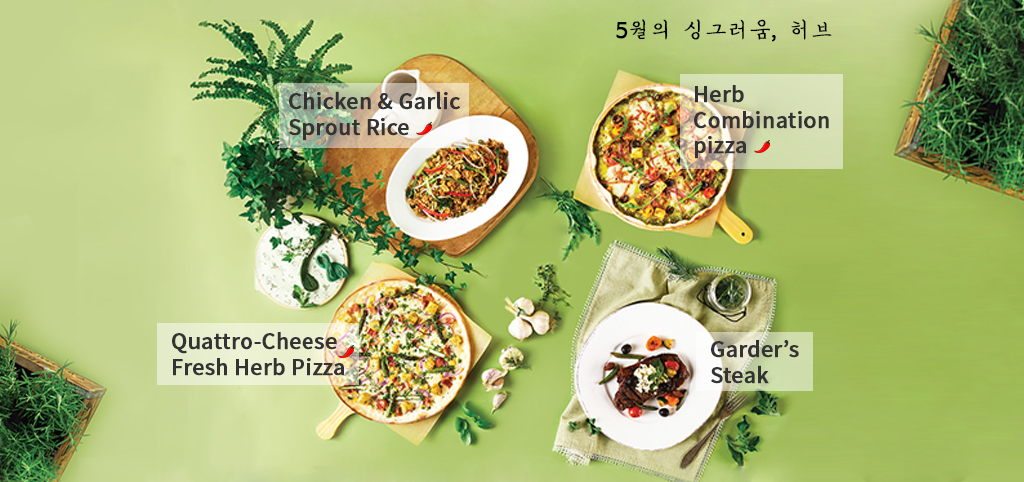 5월의 싱그러움, 허브
Chicken & Garlic
Sprout Rice
Herb
Combination
pizza
Quattro-Cheese
Fresh Herb Pizza
Garder’s
Steak